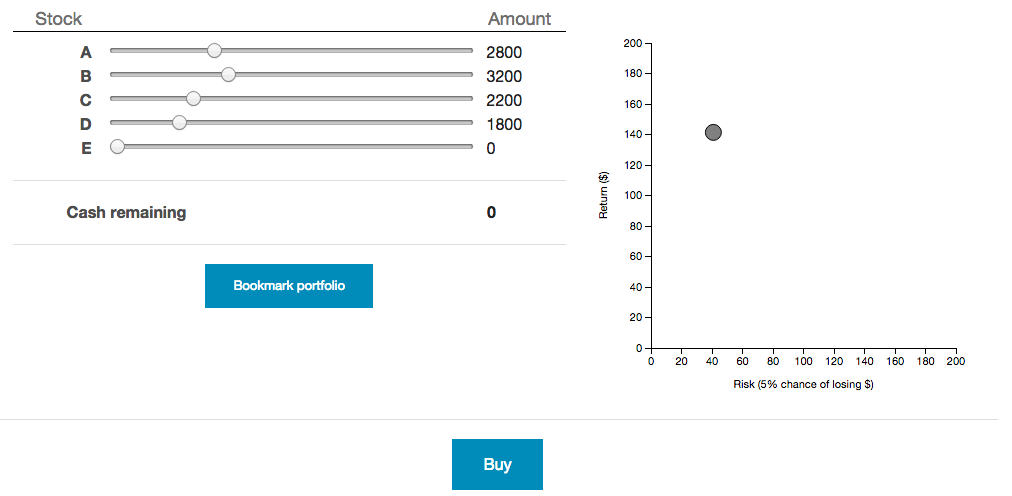 Stock Amount
A 2800
B 3200
C 2200
D 1800
E 0
Cash remaining 0
Bookmark portfolio
200
180
160
140
120
100
80
60
40
20
0
Return ($)
0 20 40 60 80 100 120 140 160 180 200
Risk (5% chance of losing $)
Buy